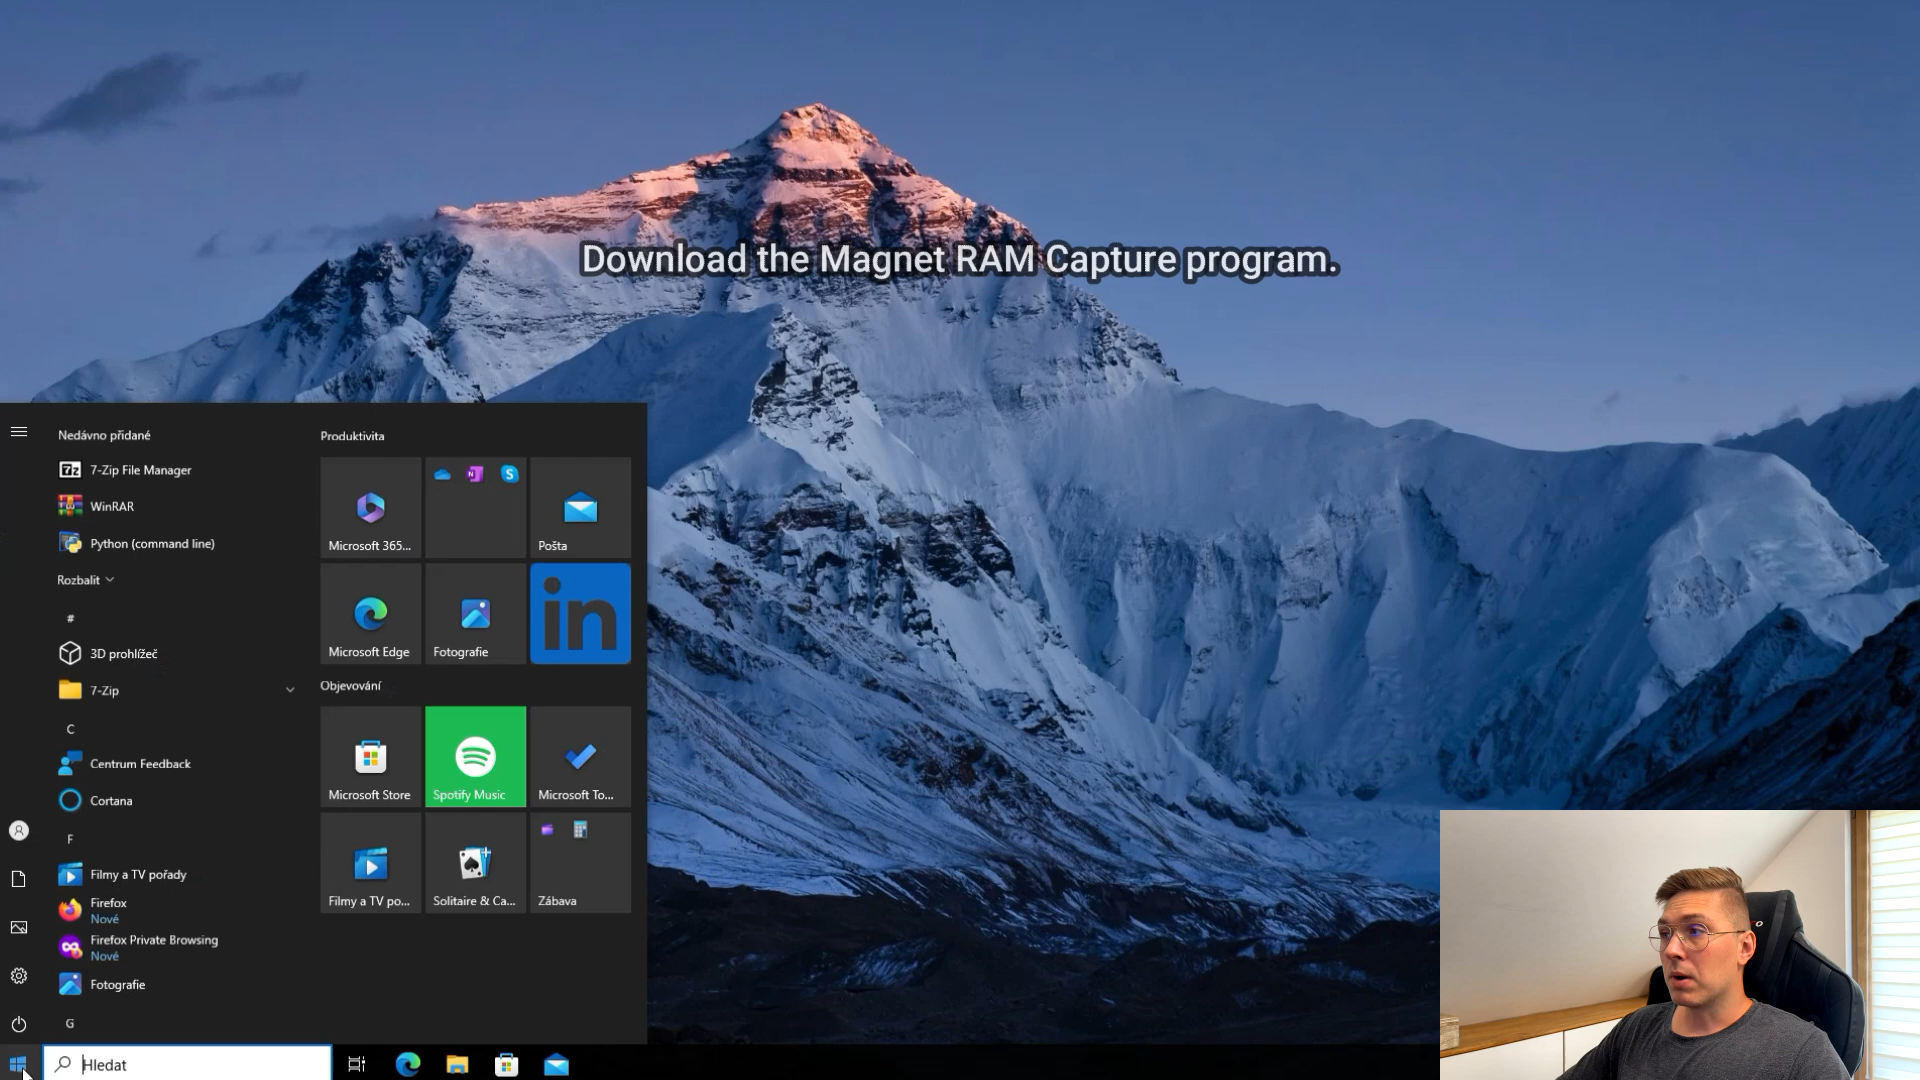 Download the Magnet RAM Capture program.
Nedávno přidané
7-Zip File Manager
WinRAR
Python (command line)
Rozbalit
#
3D prohlížeč
7-Zip
C
Centrum Feedback
Cortana
F
Filmy a TV pořady
Firefox
Nové
Firefox Private Browsing
Nové
Fotografie
G
Produktivita
Microsoft 365...
Pošta
Microsoft Edge
Fotografie
in
Objevování
Microsoft Store
Spotify Music
Microsoft To...
Filmy a TV po...
Solitaire & Ca...
Zábava
Hledat